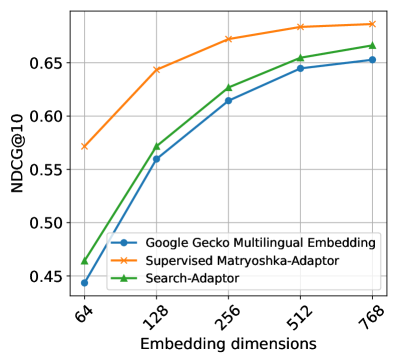 NDCG@10
0.65
0.60
0.55
0.50
0.45
Google Gecko Multilingual Embedding
Supervised Matryoshka-Adaptor
Search-Adaptor
64
128
256
512
768
Embedding dimensions